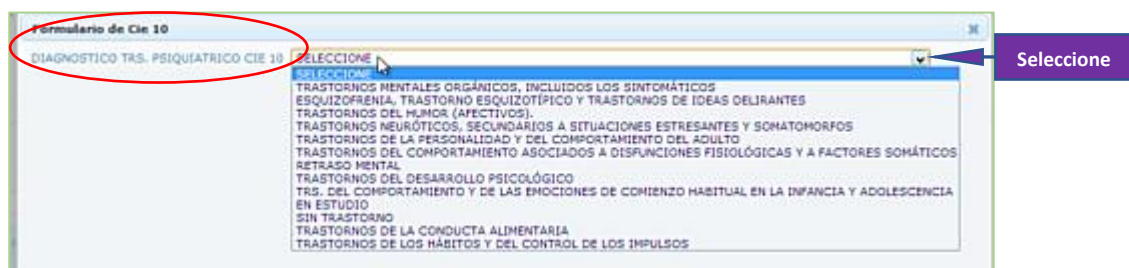 Formulario de Cie 10
DIAGNOSTICO TRS. PSIQUIATRICO CIE 10 SELECCIONE
Seleccione
SELECCIONE
TRASTORNOS MENTALES ORGÁNICOS, INCLUIDOS LOS SINTOMÁTICOS
ESQUIZOFRENIA, TRASTORNO ESQUIZOTÍPICO Y TRASTORNOS DE IDEAS DELIRANTES
TRASTORNOS DEL HUMOR (AFECTIVOS).
TRASTORNOS NEURÓTICOS, SECUNDARIOS A SITUACIONES ESTRESANTES Y SOMATOMORFOS
TRASTORNOS DE LA PERSONALIDAD Y DEL COMPORTAMIENTO DEL ADULTO
TRASTORNOS DEL COMPORTAMIENTO ASOCIADOS A DISFUNCIONES FISIOLÓGICAS Y A FACTORES SOMÁTICOS
RETRASO MENTAL
TRASTORNOS DEL DESARROLLO PSICOLÓGICO
TRS. DEL COMPORTAMIENTO Y DE LAS EMOCIONES DE COMIENZO HABITUAL EN LA INFANCIA Y ADOLESCENCIA
EN ESTUDIO
SIN TRASTORNO
TRASTORNOS DE LA CONDUCTA ALIMENTARIA
TRASTORNOS DE LOS HÁBITOS Y DEL CONTROL DE LOS IMPULSOS